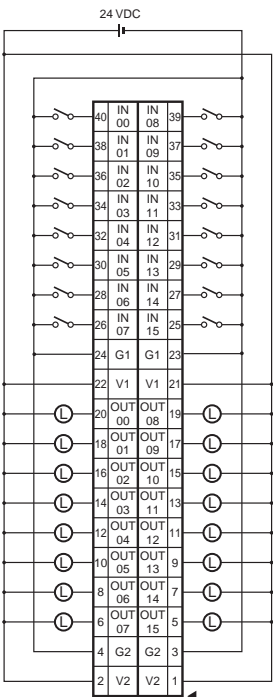 24 VDC
40 IN 00 IN 08 39
38 IN 01 IN 09 37
36 IN 02 IN 10 35
34 IN 03 IN 11 33
32 IN 04 IN 12 31
30 IN 05 IN 13 29
28 IN 06 IN 14 27
26 IN 07 IN 15 25
24 G1 G1 23
22 V1 V1 21
L 20 OUT 00 OUT 08 19 L
L 18 OUT 01 OUT 09 17 L
L 16 OUT 02 OUT 10 15 L
L 14 OUT 03 OUT 11 13 L
L 12 OUT 04 OUT 12 11 L
L 10 OUT 05 OUT 13 9 L
L 8 OUT 06 OUT 14 7 L
L 6 OUT 07 OUT 15 5 L
4 G2 G2 3
2 V2 V2 1